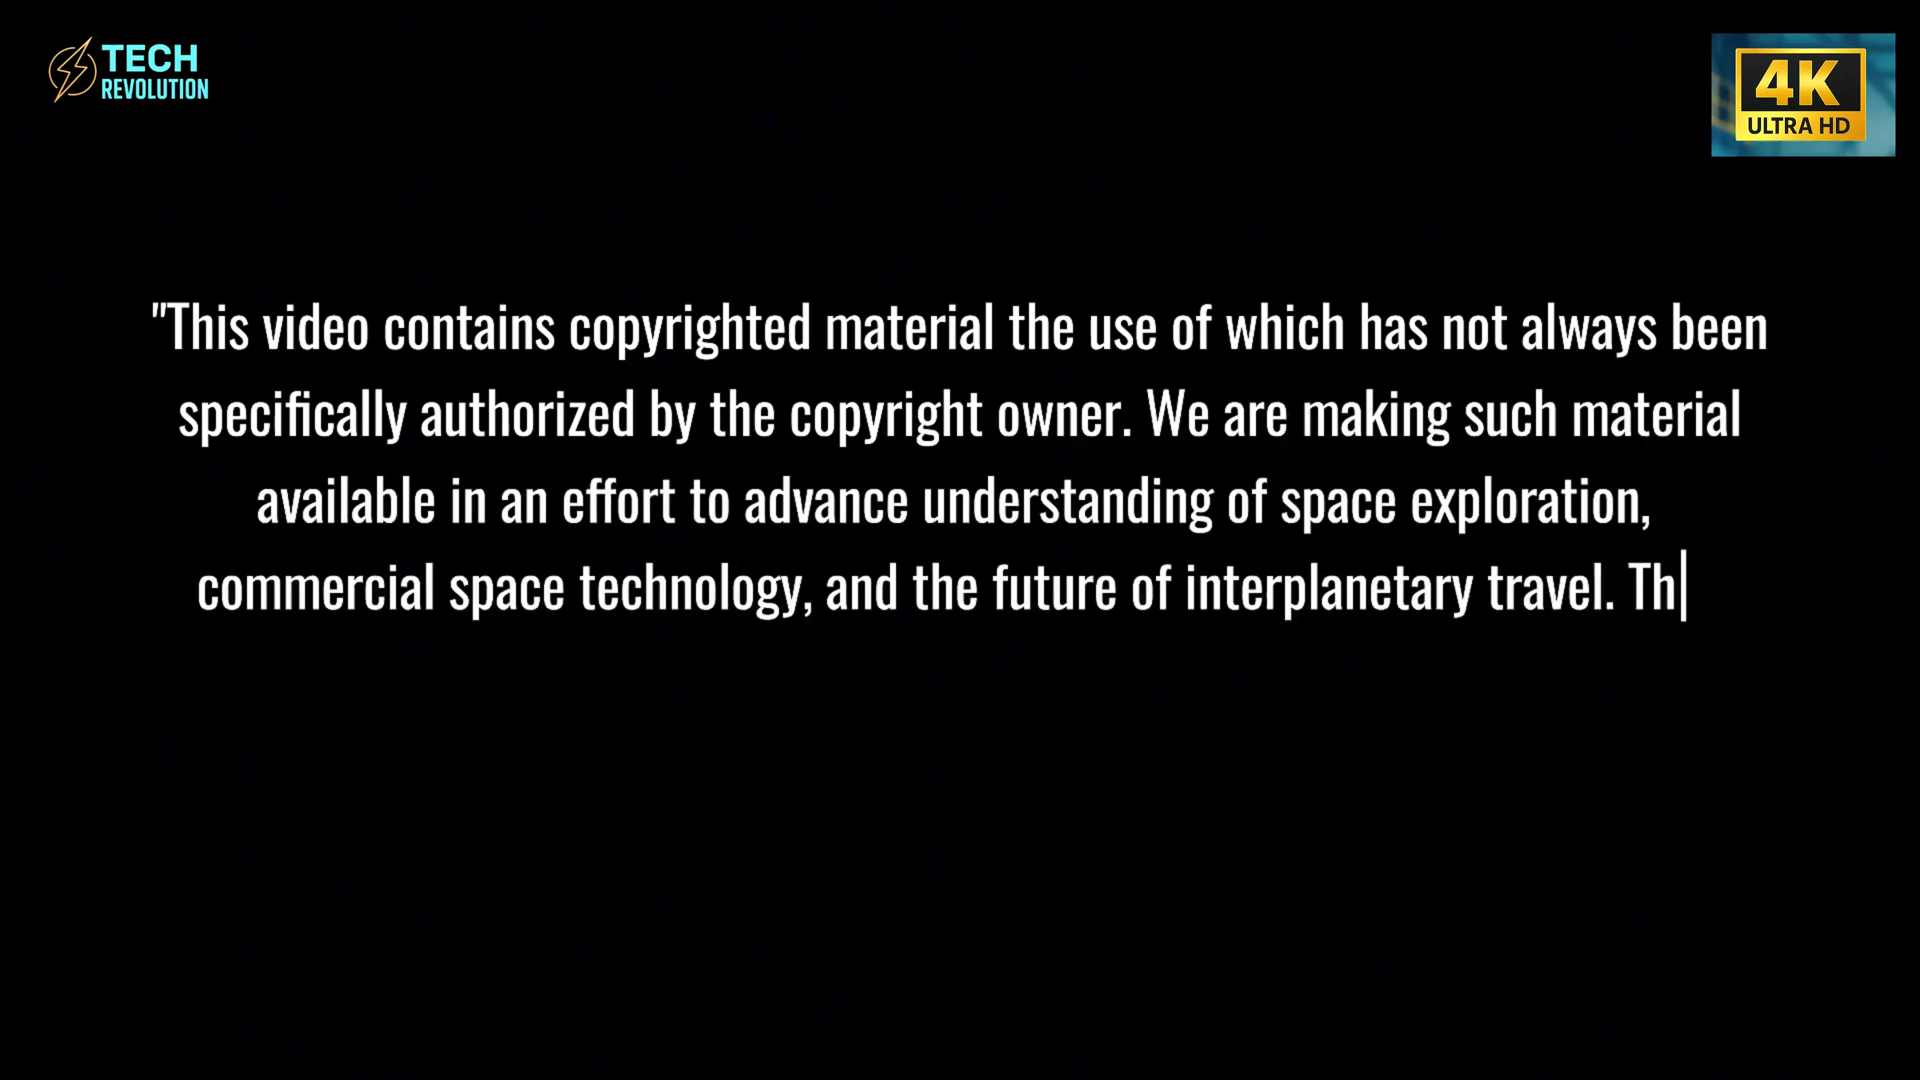 TECH
REVOLUTION
4K
ULTRA HD
"This video contains copyrighted material the use of which has not always been
specifically authorized by the copyright owner. We are making such material
available in an effort to advance understanding of space exploration,
commercial space technology, and the future of interplanetary travel. Th